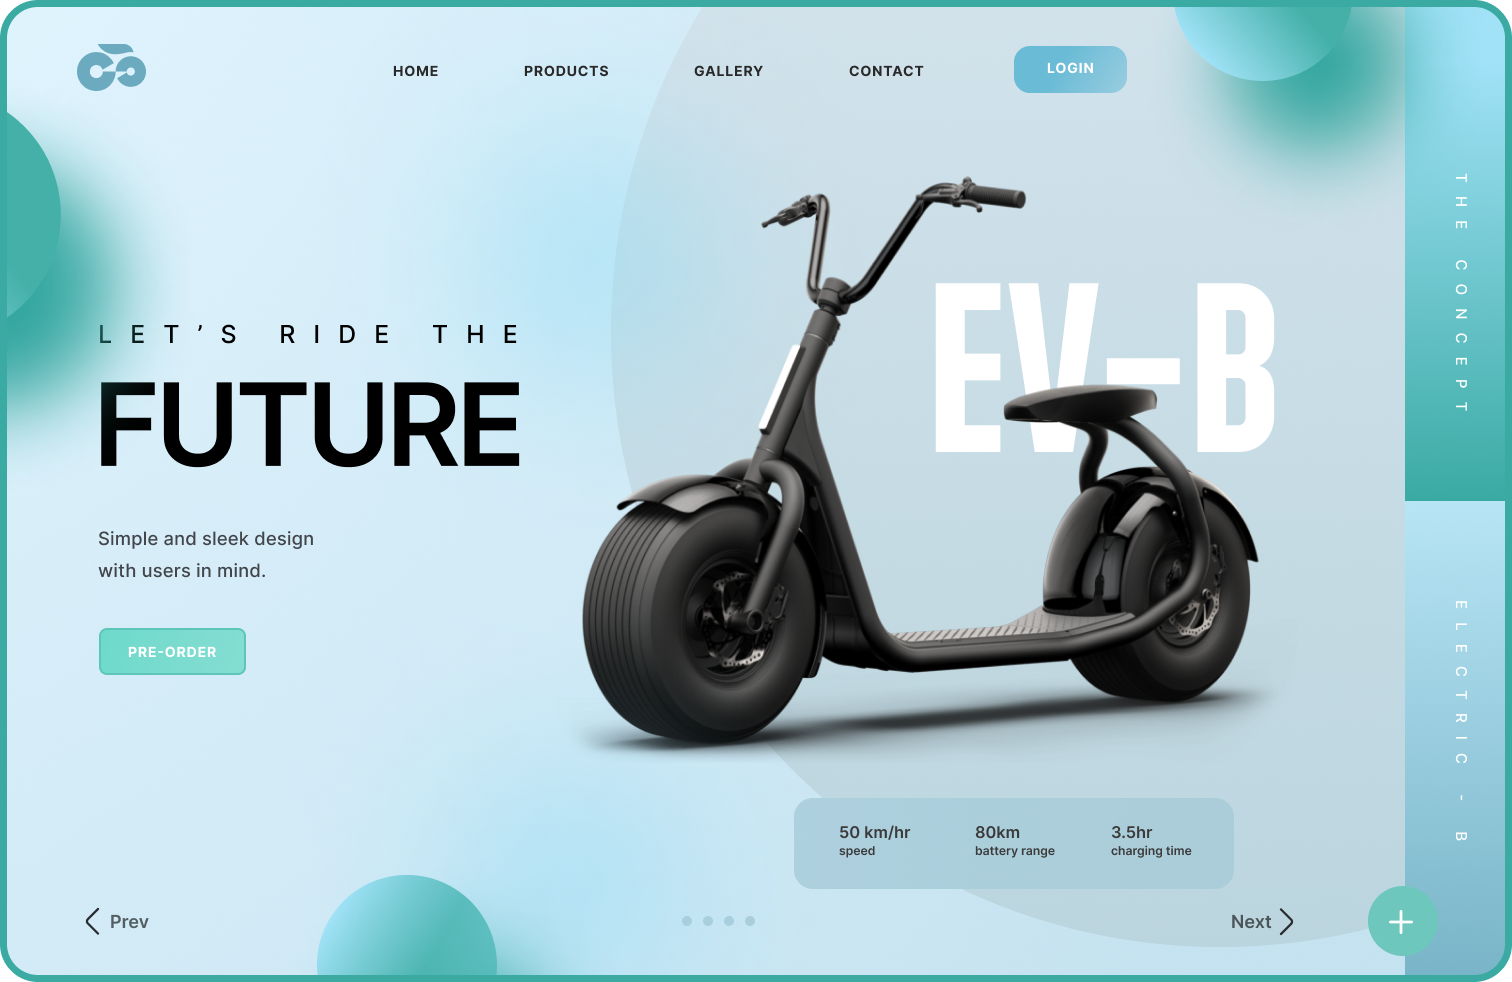 HOME
PRODUCTS
GALLERY
CONTACT
LOGIN
THE CONCEPT
LET’S RIDE THE
FUTURE
EV–B
Simple and sleek design
with users in mind.
PRE-ORDER
ELECTRIC - B
50 km/hr
speed
80km
battery range
3.5hr
charging time
Prev
Next